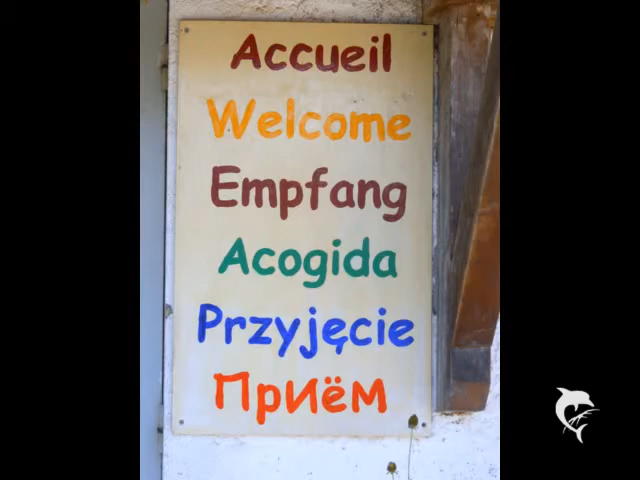 Accueil
Welcome
Empfang
Acogida
Przyjęcie
Приём